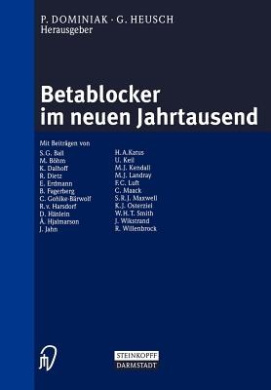 P. DOMINIAK · G. HEUSCH
Herausgeber
Betablocker
im neuen Jahrtausend
Mit Beiträgen von
S.G. Ball
M. Böhm
K. Dalhoff
R. Dietz
E. Erdmann
B. Fagerberg
C. Gohlke-Bärwolf
R. v. Harsdorf
D. Hänlein
Å. Hjalmarson
J. Jahn
H.A. Katus
U. Keil
M.J. Kendall
M.J. Landray
F.C. Luft
C. Maack
S.R.J. Maxwell
K.J. Osterziel
W.H.T. Smith
J. Wikstrand
R. Willenbrock
STEINKOPFF
DARMSTADT